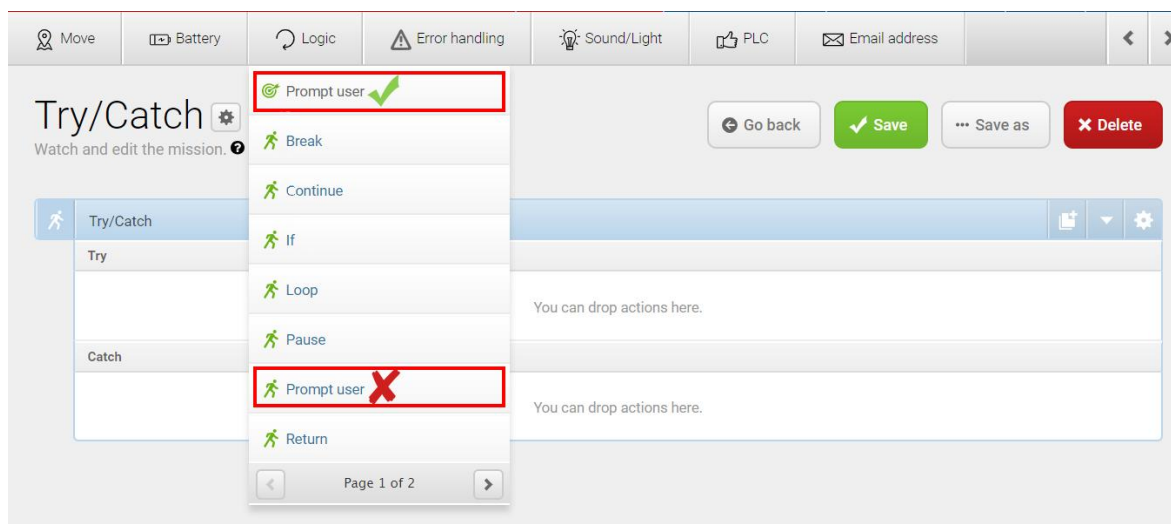 Move
Battery
Logic
Error handling
Sound/Light
PLC
Email address
Try/Catch
Watch and edit the mission.
Go back
Save
Save as
Delete
Prompt user
Break
Continue
If
Loop
Pause
Prompt user
Return
Page 1 of 2
Try/Catch
Try
You can drop actions here.
Catch
You can drop actions here.